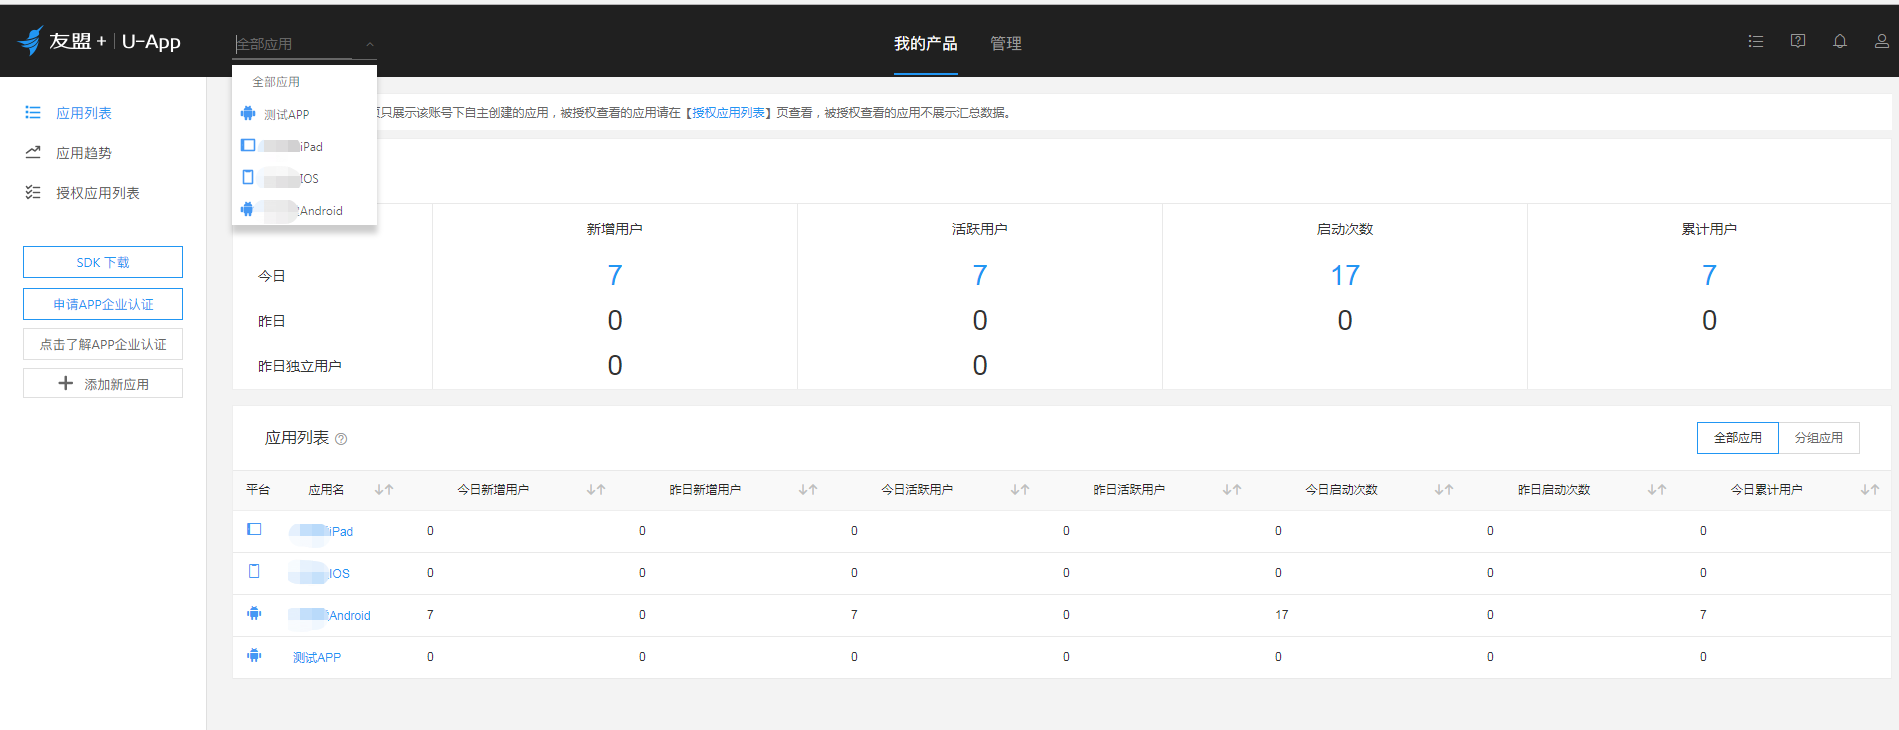 友盟+ | U-App
全部应用
我的产品
管理
全部应用
测试APP
iPad
IOS
Android
应用列表
应用趋势
授权应用列表
SDK 下载
申请APP企业认证
点击了解APP企业认证
添加新应用
只展示该账号下自主创建的应用，被授权查看的应用请在【授权应用列表】页查看，被授权查看的应用不展示汇总数据。
新增用户 活跃用户 启动次数 累计用户
今日 7 7 17 7
昨日 0 0 0 0
昨日独立用户 0 0
应用列表
全部应用 分组应用
平台 应用名 今日新增用户 昨日新增用户 今日活跃用户 昨日活跃用户 今日启动次数 昨日启动次数 今日累计用户
iPad 0 0 0 0 0 0 0
IOS 0 0 0 0 0 0 0
Android 7 0 7 0 17 0 7
测试APP 0 0 0 0 0 0 0